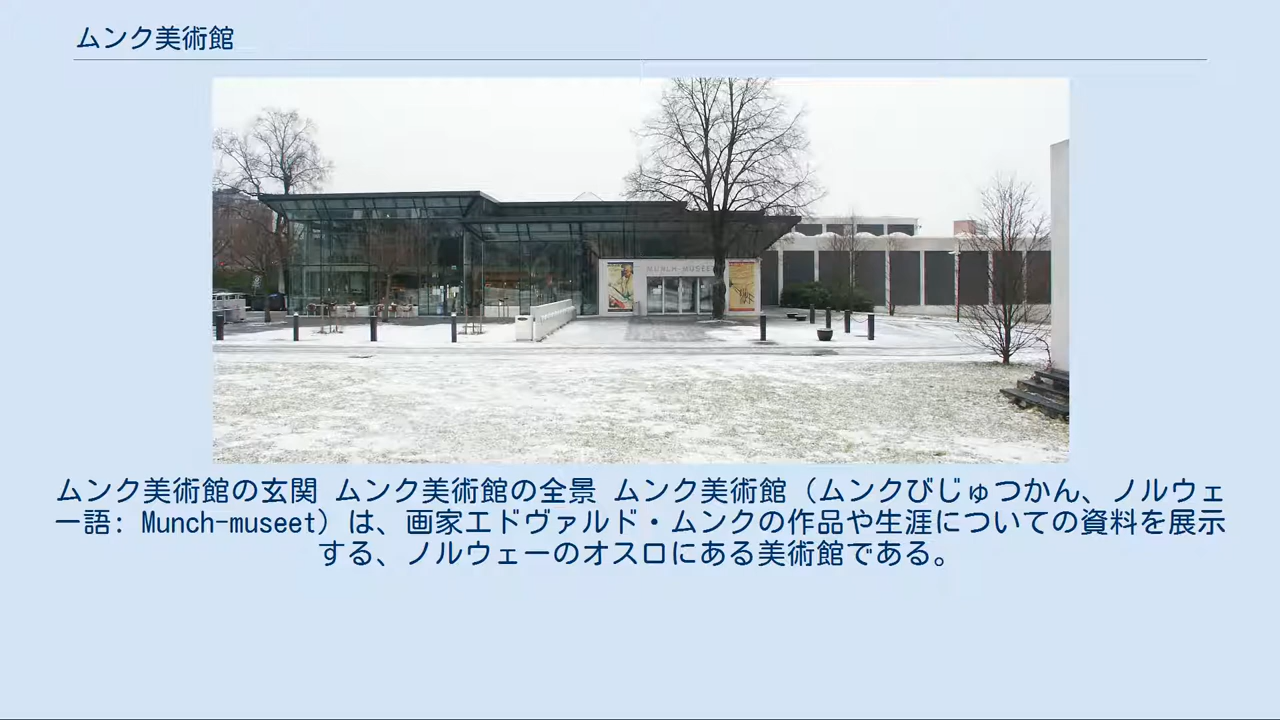 ムンク美術館
MUNCH-MUSEET
ムンク美術館の玄関 ムンク美術館の全景 ムンク美術館（ムンクびじゅつかん、ノルウェ
ー語: Munch-museet）は、画家エドヴァルド・ムンクの作品や生涯についての資料を展示
する、ノルウェーのオスロにある美術館である。